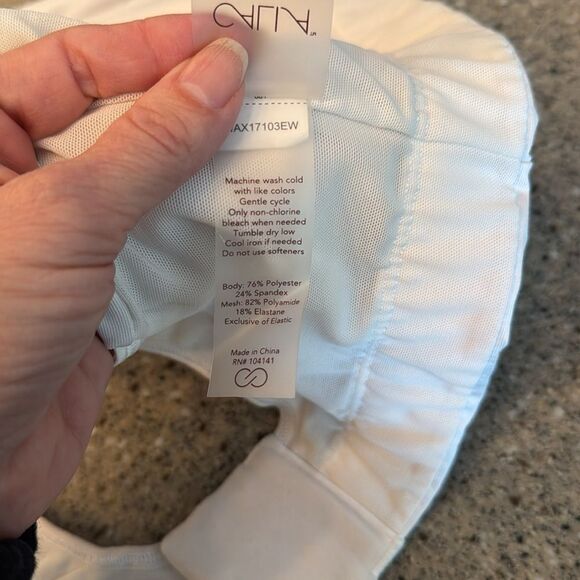 CALIA
AX17103EW
Machine wash cold
with like colors
Gentle cycle
Only non-chlorine
bleach when needed
Tumble dry low
Cool iron if needed
Do not use softeners
Body: 76% Polyester
24% Spandex
Mesh: 82% Polyamide
18% Elastane
Exclusive of Elastic
Made in China
RN# 104141